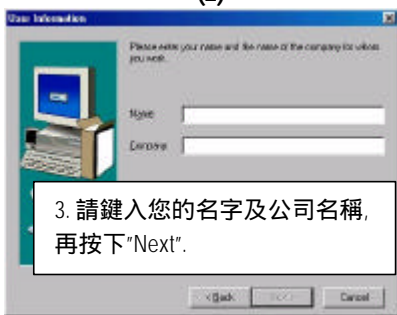 User Information
Please enter your name and the name of the company for whom
you work.
Name:
Company:
3. 請鍵入您的名字及公司名稱,
再按下"Next".
< Back
Cancel